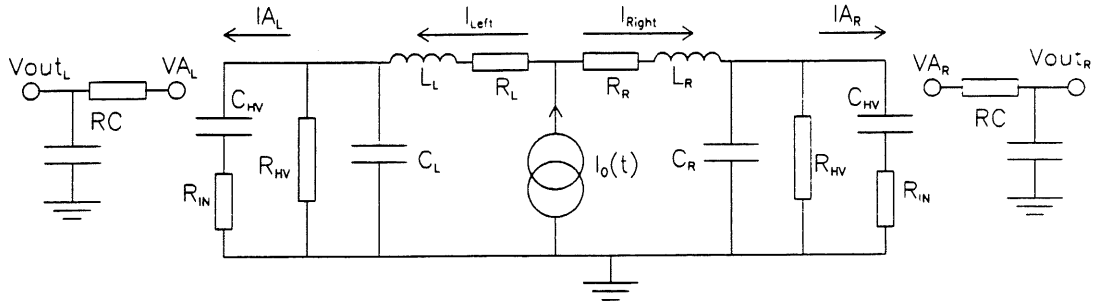 IA_L
I_Left
I_Right
IA_R
Vout_L
VA_L
L_L
R_L
R_R
L_R
VA_R
Vout_R
RC
C_HV
R_HV
C_L
I_0(t)
C_R
R_HV
C_HV
RC
R_IN
R_IN